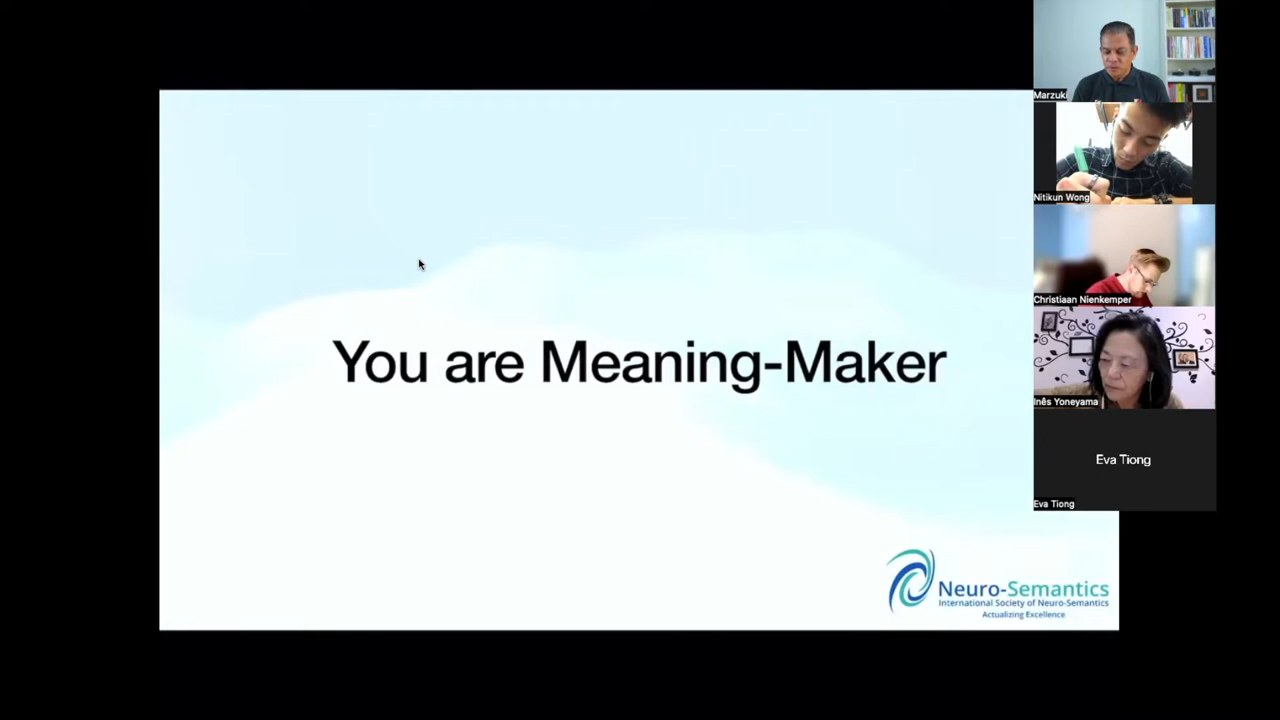 You are Meaning-Maker
Neuro-Semantics
International Society of Neuro-Semantics
Actualizing Excellence
Marzuki
Nitikun Wong
Christiaan Nienkemper
Inês Yoneyama
Eva Tiong
Eva Tiong